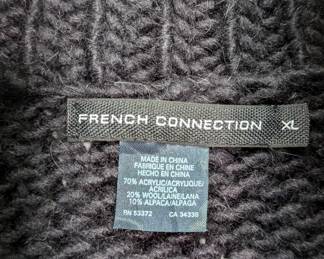 FRENCH CONNECTION XL
MADE IN CHINA
FABRIQUE EN CHINE
HECHO EN CHINA
70% ACRYLIC/ACRYLIQUE/
ACRILICA
20% WOOL/LAINE/LANA
10% ALPACA/ALPAGA
RN 53372 CA 34339